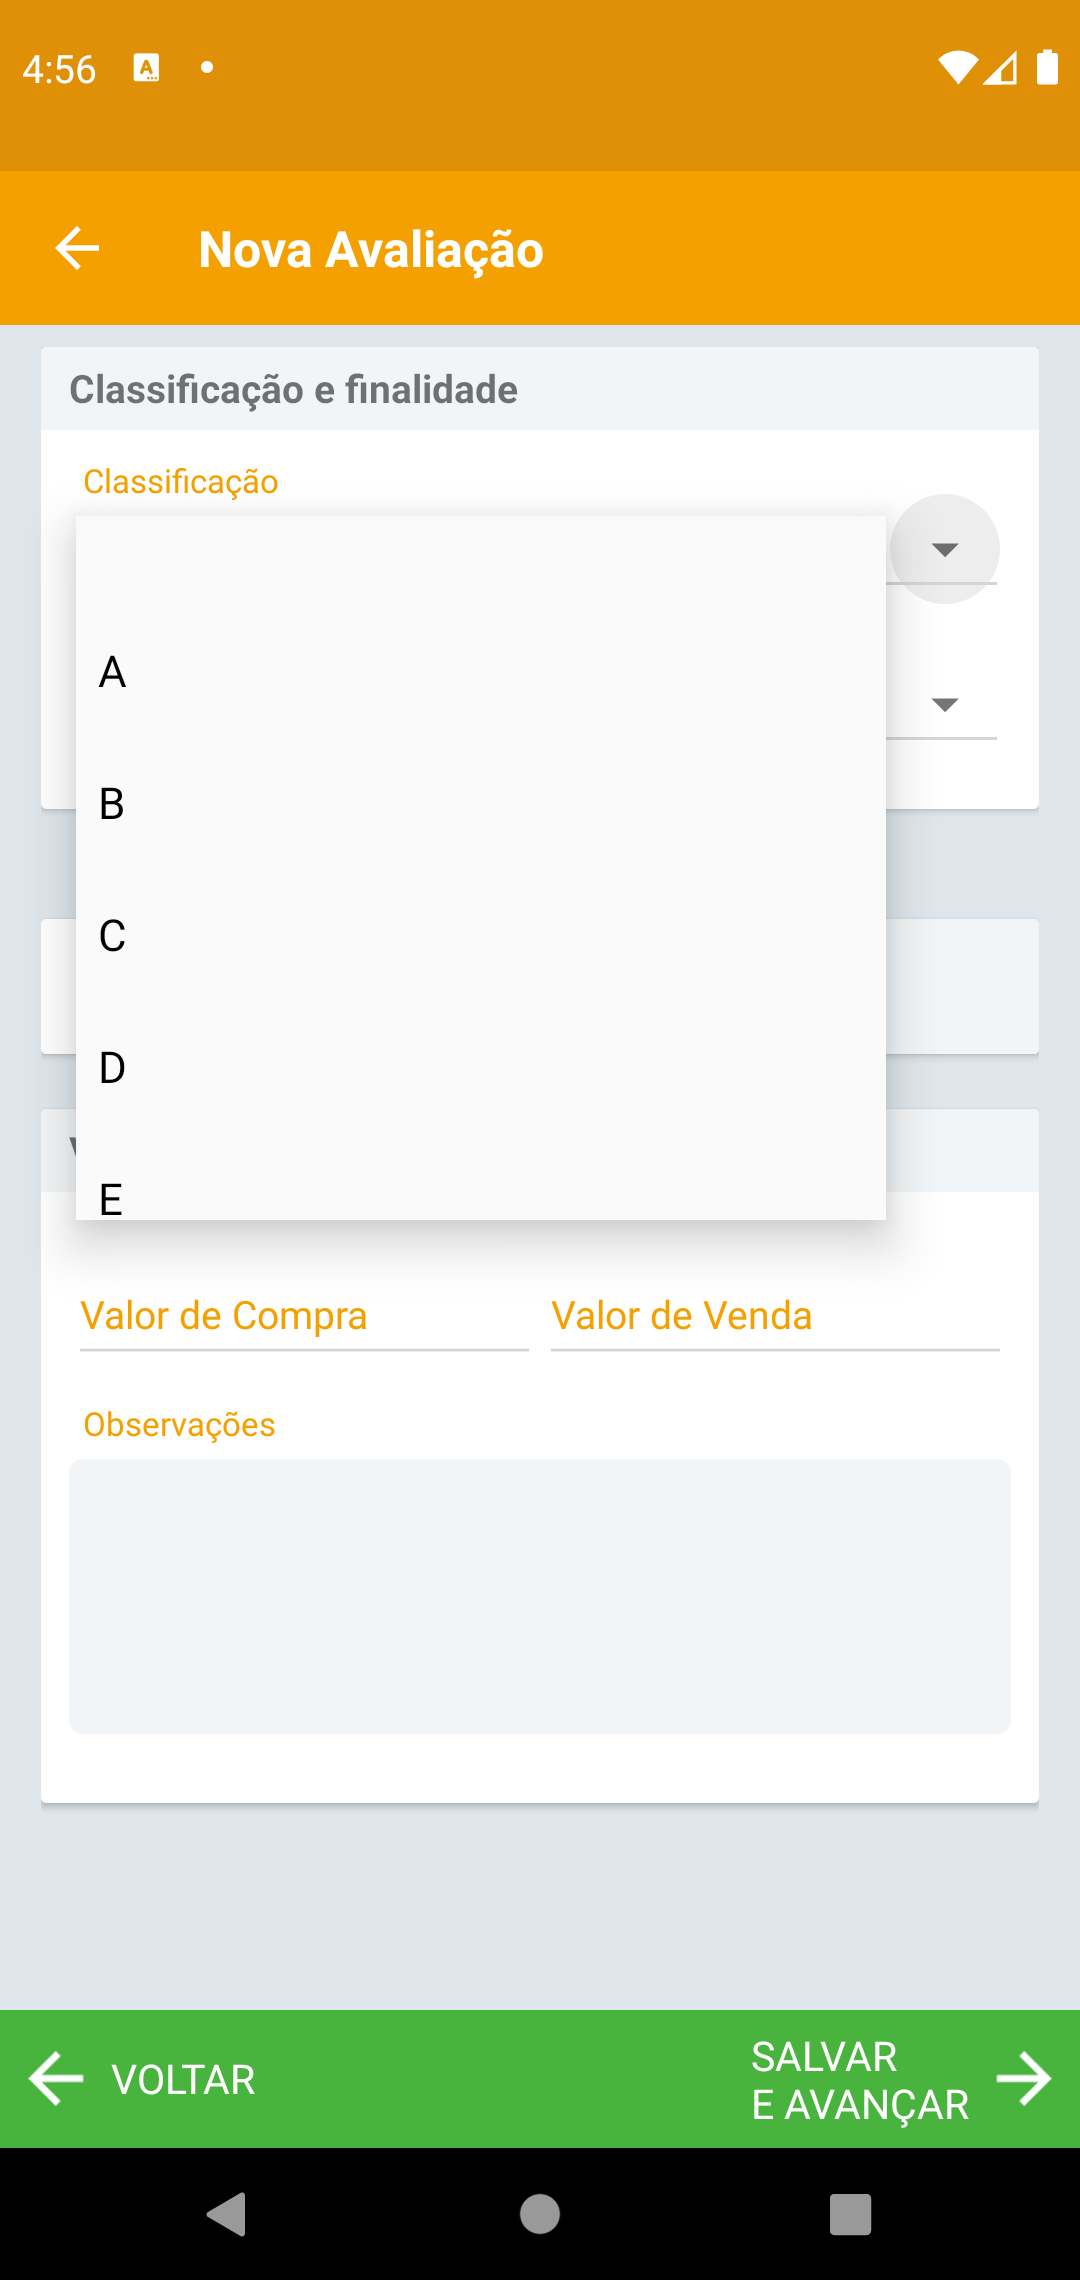 4:56
Nova Avaliação
Classificação e finalidade
Classificação
A
B
C
D
E
Valor de Compra
Valor de Venda
Observações
VOLTAR
SALVAR
E AVANÇAR